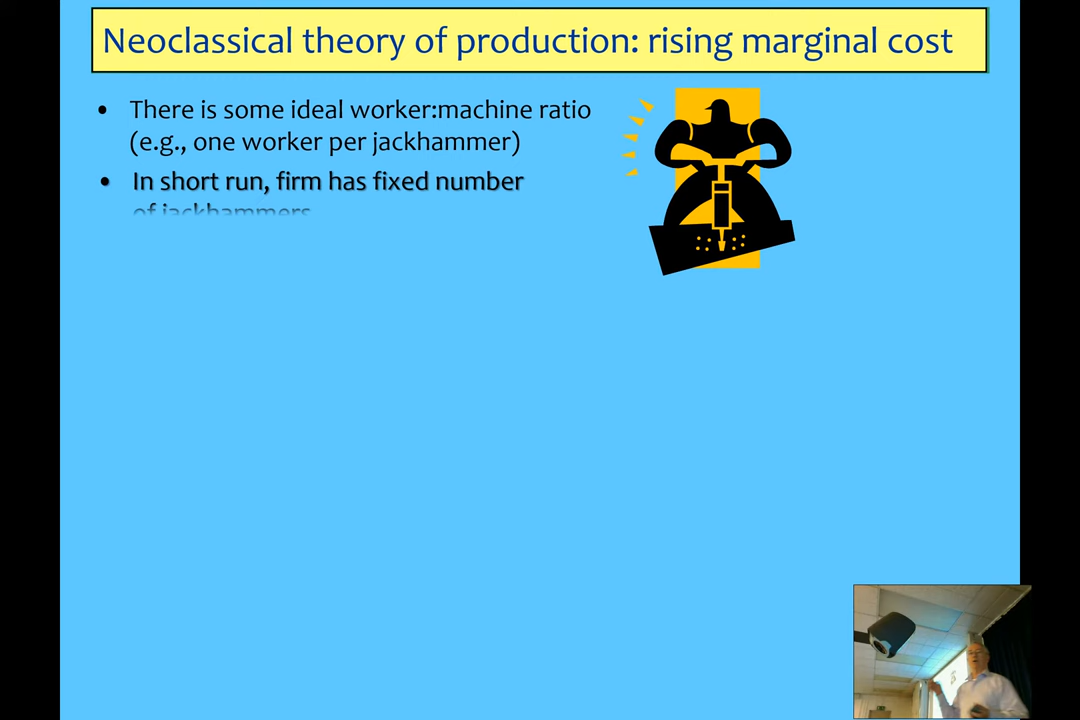 Neoclassical theory of production: rising marginal cost
• There is some ideal worker:machine ratio
(e.g., one worker per jackhammer)
• In short run, firm has fixed number
of jackhammers